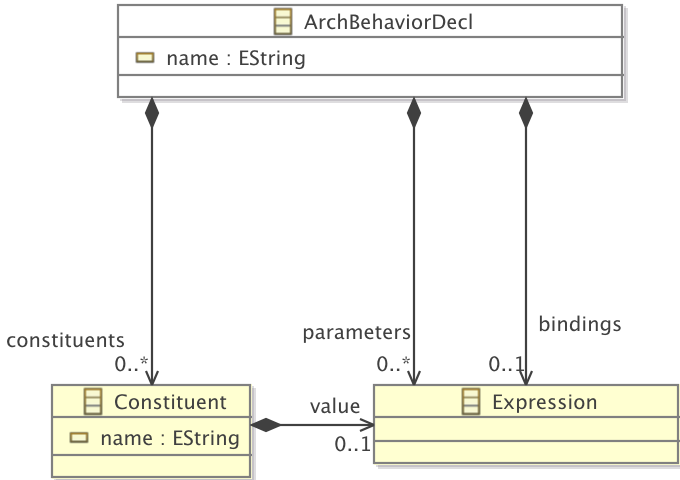 ArchBehaviorDecl
name : EString
constituents
0..*
parameters
0..*
bindings
0..1
Constituent
name : EString
value
0..1
Expression